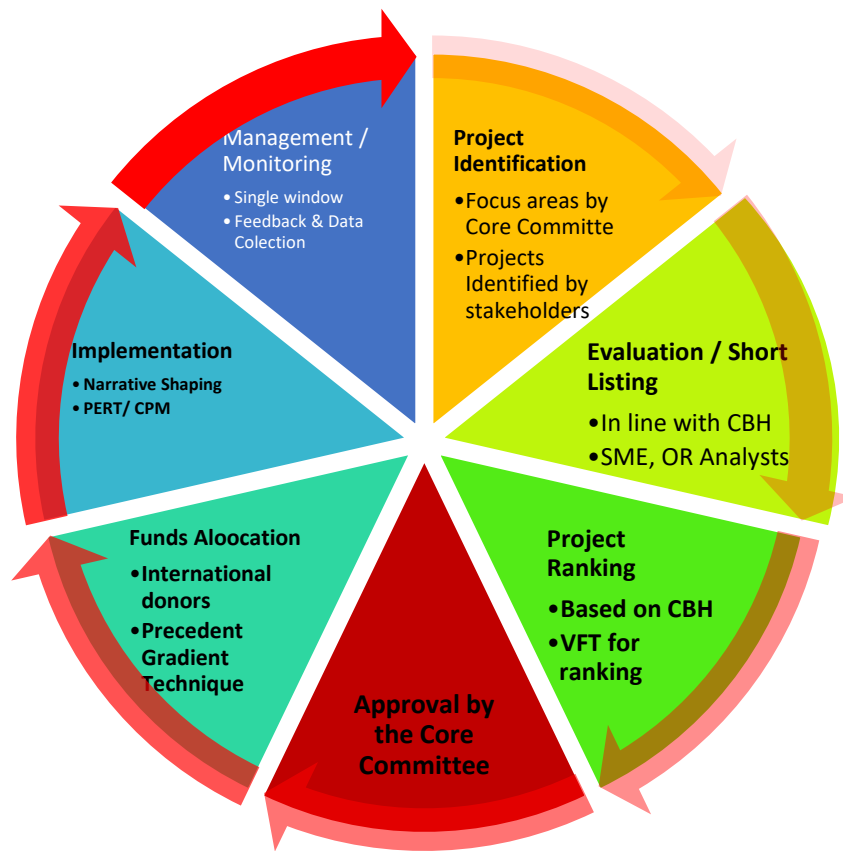 Project
Identification
•Focus areas by
Core Committe
•Projects
Identified by
stakeholders
Evaluation / Short
Listing
•In line with CBH
•SME, OR Analysts
Project
Ranking
•Based on CBH
•VFT for
ranking
Approval by
the Core
Committee
Funds Aloocation
•International
donors
•Precedent
Gradient
Technique
Implementation
•Narrative Shaping
•PERT/ CPM
Management /
Monitoring
•Single window
•Feedback & Data
Colection